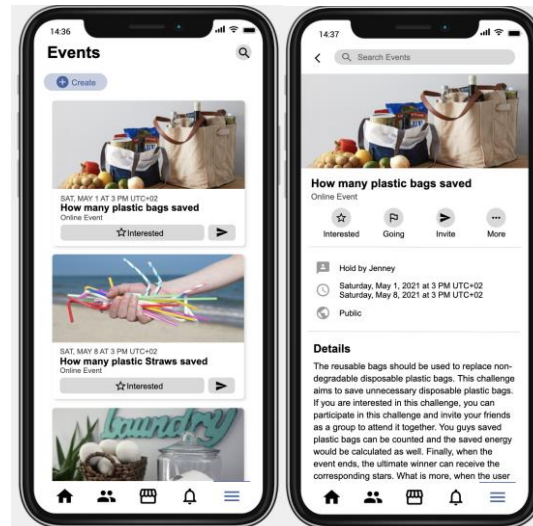 14:36
Events
Create
SAT, MAY 1 AT 3 PM UTC+02
How many plastic bags saved
Online Event
Interested
SAT, MAY 8 AT 3 PM UTC+02
How many plastic Straws saved
Online Event
Interested
laundry
14:37
Search Events
How many plastic bags saved
Online Event
Interested Going Invite More
Hold by Jenney
Saturday, May 1, 2021 at 3 PM UTC+02
Saturday, May 8, 2021 at 3 PM UTC+02
Public
Details
The reusable bags should be used to replace non-
degradable disposable plastic bags. This challenge
aims to save unnecessary disposable plastic bags.
If you are interested in this challenge, you can
participate in this challenge and invite your friends
as a group to attend it together. You guys saved
plastic bags can be counted and the saved energy
would be calculated as well. Finally, when the
event ends, the ultimate winner can receive the
corresponding stars. What is more, when the user